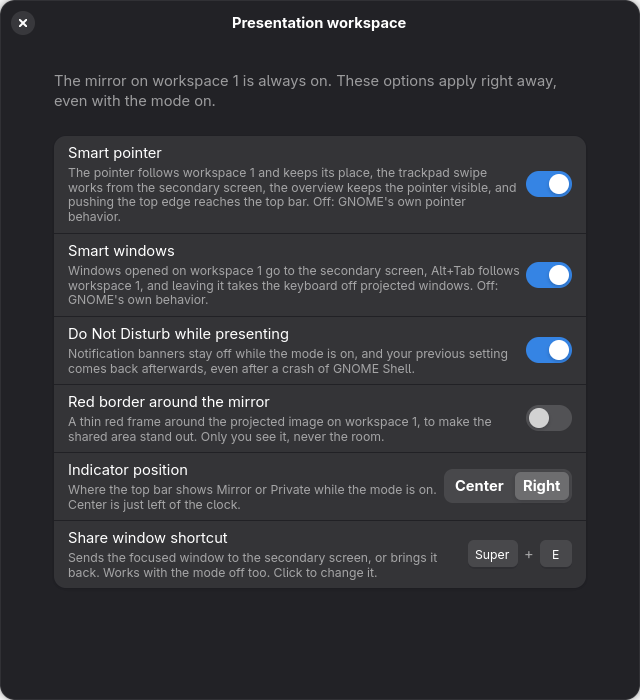 Presentation workspace
The mirror on workspace 1 is always on. These options apply right away,
even with the mode on.
Smart pointer
The pointer follows workspace 1 and keeps its place, the trackpad swipe
works from the secondary screen, the overview keeps the pointer visible, and
pushing the top edge reaches the top bar. Off: GNOME's own pointer
behavior.
Smart windows
Windows opened on workspace 1 go to the secondary screen, Alt+Tab follows
workspace 1, and leaving it takes the keyboard off projected windows. Off:
GNOME's own behavior.
Do Not Disturb while presenting
Notification banners stay off while the mode is on, and your previous setting
comes back afterwards, even after a crash of GNOME Shell.
Red border around the mirror
A thin red frame around the projected image on workspace 1, to make the
shared area stand out. Only you see it, never the room.
Indicator position
Where the top bar shows Mirror or Private while the mode is on.
Center is just left of the clock.
Center Right
Share window shortcut
Sends the focused window to the secondary screen, or brings it
back. Works with the mode off too. Click to change it.
Super + E